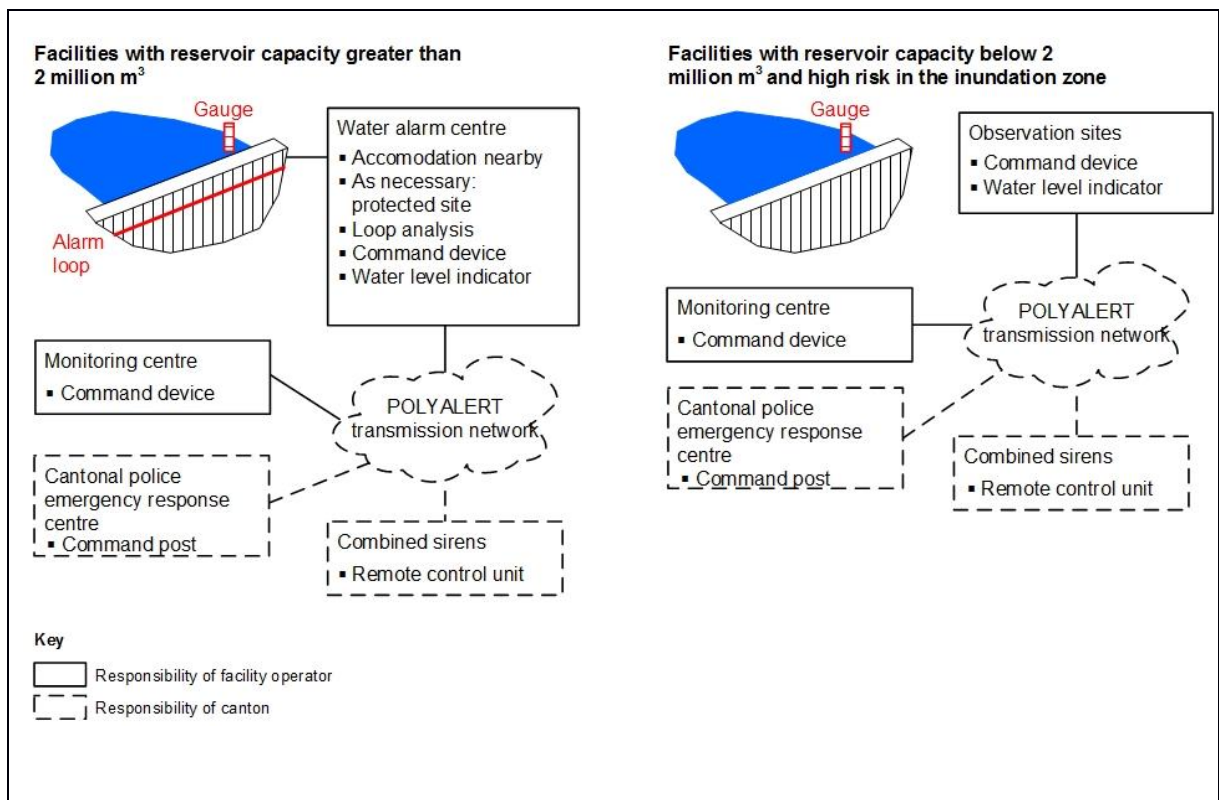 Facilities with reservoir capacity greater than
2 million m³
Gauge
Alarm
loop
Water alarm centre
▪ Accomodation nearby
▪ As necessary:
protected site
▪ Loop analysis
▪ Command device
▪ Water level indicator
Monitoring centre
▪ Command device
POLYALERT
transmission network
Cantonal police
emergency response
centre
▪ Command post
Combined sirens
▪ Remote control unit
Key
Responsibility of facility operator
Responsibility of canton
Facilities with reservoir capacity below 2
million m³ and high risk in the inundation zone
Gauge
Observation sites
▪ Command device
▪ Water level indicator
Monitoring centre
▪ Command device
POLYALERT
transmission network
Cantonal police
emergency response
centre
▪ Command post
Combined sirens
▪ Remote control unit